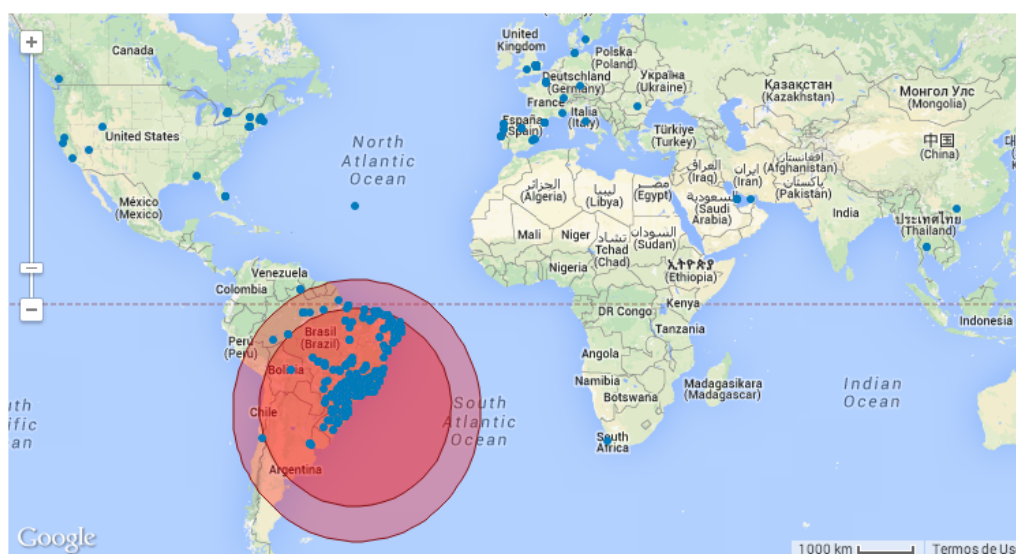 Canada
United
Kingdom
Polska
(Poland)
Deutschland
(Germany)
Україна
(Ukraine)
Қазақстан
(Kazakhstan)
Монгол Улс
(Mongolia)
France
United States
North
Atlantic
Ocean
España
(Spain)
Italia
(Italy)
Türkiye
(Turkey)
中国
(China)
México
(Mexico)
الجزائر
(Algeria)
ليبيا
(Libya)
مصر
(Egypt)
العراق
(Iraq)
ایران
(Iran)
افغانستان
(Afghanistan)
پاکستان
(Pakistan)
السعودية
(Saudi
Arabia)
India
ประเทศไทย
(Thailand)
Mali
Niger
تشاد
Tchad
(Chad)
السودان
(Sudan)
Venezuela
Colombia
Nigeria
ኢትዮጵያ
(Ethiopia)
Kenya
DR Congo
Indonesia
Perú
(Peru)
Brasil
(Brazil)
Tanzania
Bolivia
Angola
Namibia
Botswana
Madagasikara
(Madagascar)
Indian
Ocean
Chile
South
Atlantic
Ocean
South
Africa
Argentina
Google
1000 km
Termos de Us